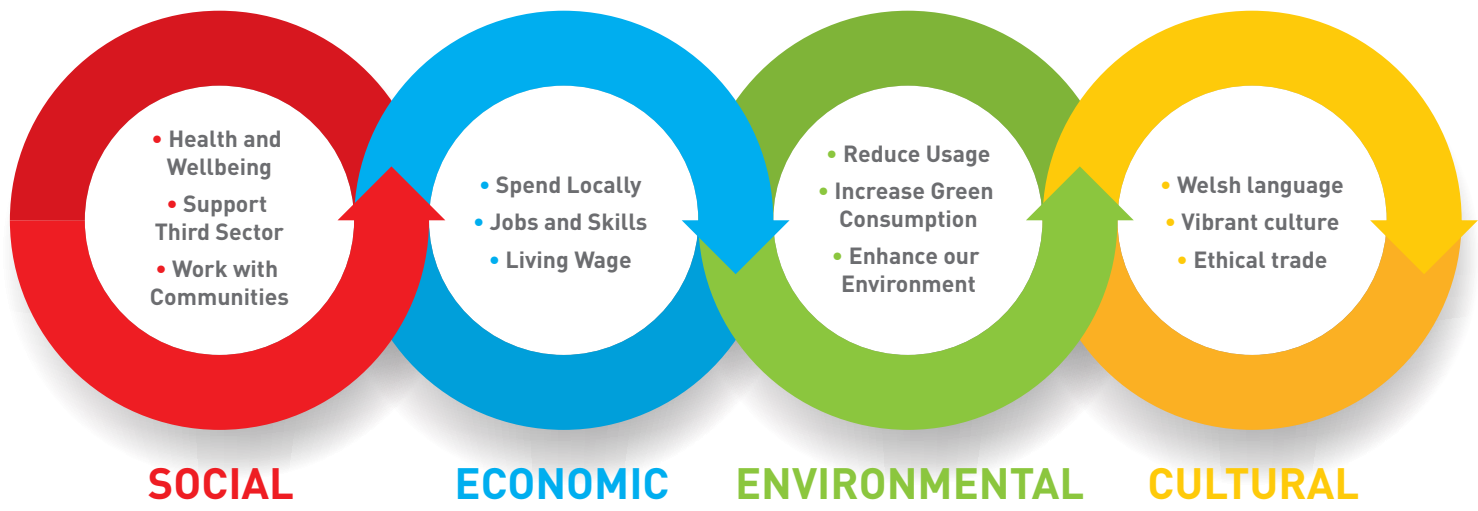 • Health and
Wellbeing
• Support
Third Sector
• Work with
Communities
SOCIAL
• Spend Locally
• Jobs and Skills
• Living Wage
ECONOMIC
• Reduce Usage
• Increase Green
Consumption
• Enhance our
Environment
ENVIRONMENTAL
• Welsh language
• Vibrant culture
• Ethical trade
CULTURAL